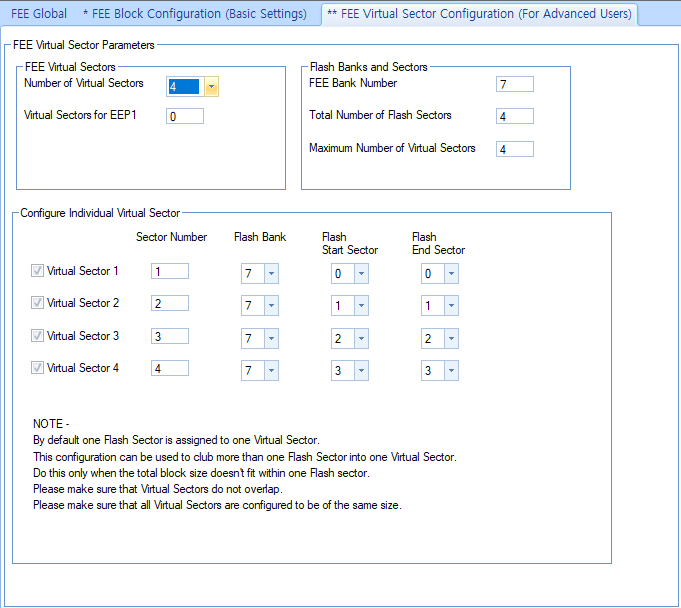 FEE Global * FEE Block Configuration (Basic Settings) ** FEE Virtual Sector Configuration (For Advanced Users)
FEE Virtual Sector Parameters
FEE Virtual Sectors
Number of Virtual Sectors 4
Virtual Sectors for EEP1 0
Flash Banks and Sectors
FEE Bank Number 7
Total Number of Flash Sectors 4
Maximum Number of Virtual Sectors 4
Configure Individual Virtual Sector
Sector Number Flash Bank Flash Start Sector Flash End Sector
Virtual Sector 1 1 7 0 0
Virtual Sector 2 2 7 1 1
Virtual Sector 3 3 7 2 2
Virtual Sector 4 4 7 3 3
NOTE -
By default one Flash Sector is assigned to one Virtual Sector.
This configuration can be used to club more than one Flash Sector into one Virtual Sector.
Do this only when the total block size doesn't fit within one Flash sector.
Please make sure that Virtual Sectors do not overlap.
Please make sure that all Virtual Sectors are configured to be of the same size.